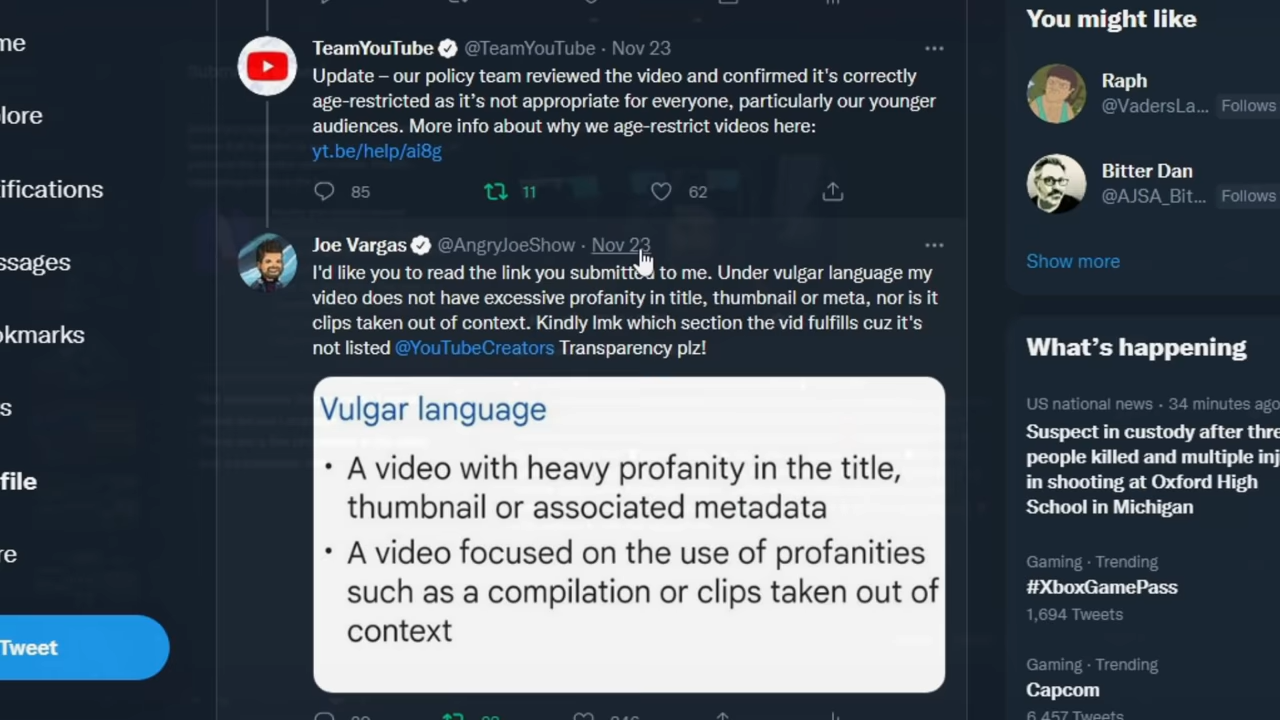 me
lore
ifications
ssages
okmarks
s
file
re
Tweet
TeamYouTube @TeamYouTube · Nov 23
Update – our policy team reviewed the video and confirmed it's correctly
age-restricted as it's not appropriate for everyone, particularly our younger
audiences. More info about why we age-restrict videos here:
yt.be/help/ai8g
85 11 62
Joe Vargas @AngryJoeShow · Nov 23
I'd like you to read the link you submitted to me. Under vulgar language my
video does not have excessive profanity in title, thumbnail or meta, nor is it
clips taken out of context. Kindly lmk which section the vid fulfills cuz it's
not listed @YouTubeCreators Transparency plz!
Vulgar language
• A video with heavy profanity in the title,
thumbnail or associated metadata
• A video focused on the use of profanities
such as a compilation or clips taken out of
context
You might like
Raph
@VadersLa... Follows
Bitter Dan
@AJSA_Bit... Follows
Show more
What's happening
US national news · 34 minutes ago
Suspect in custody after thre
people killed and multiple inj
in shooting at Oxford High
School in Michigan
Gaming · Trending
#XboxGamePass
1,694 Tweets
Gaming · Trending
Capcom
6,457 Tweets